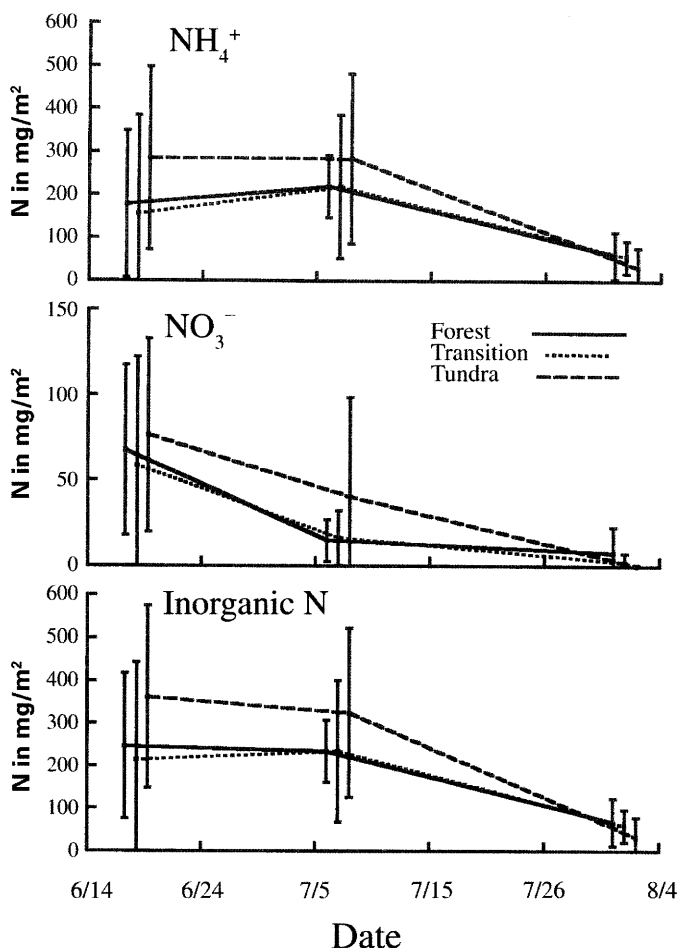 600
500
400
300
200
100
0
N in mg/m²
NH₄⁺
150
100
50
0
N in mg/m²
NO₃⁻
Forest
Transition
Tundra
600
500
400
300
200
100
0
N in mg/m²
Inorganic N
6/14 6/24 7/5 7/15 7/26 8/4
Date